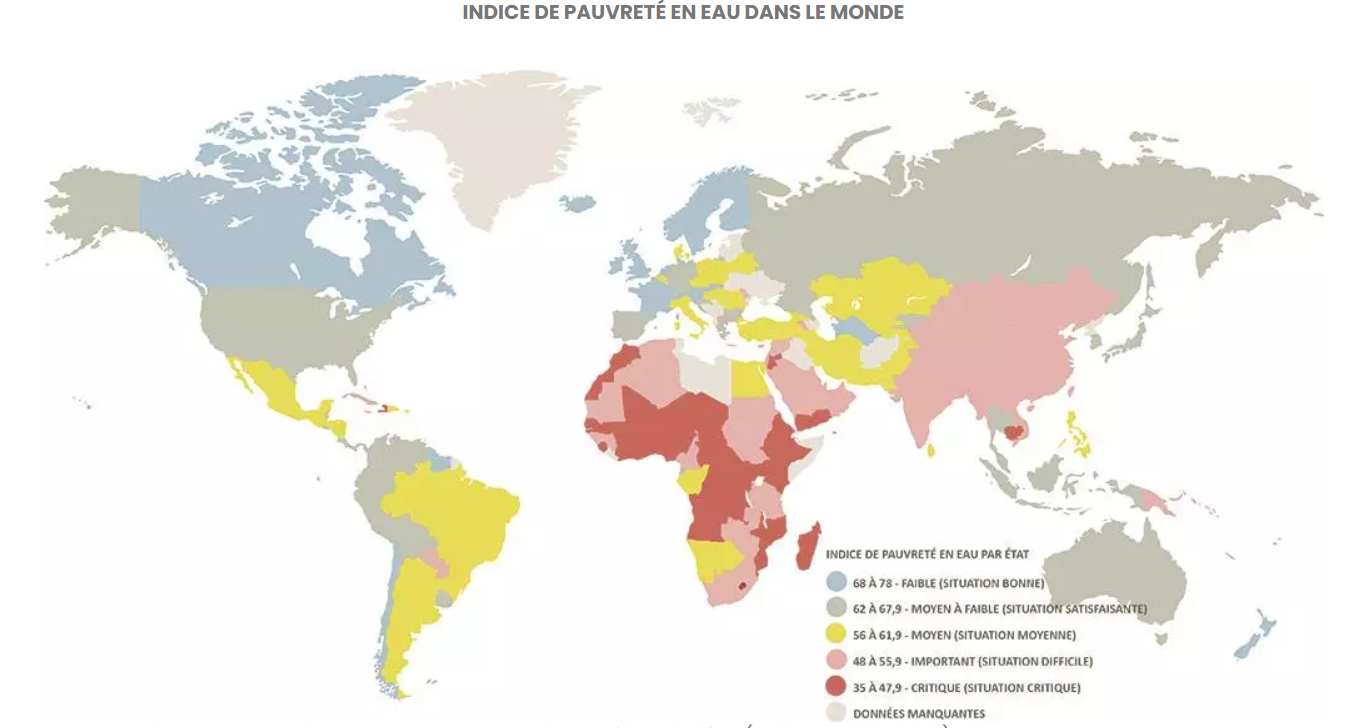 INDICE DE PAUVRETÉ EN EAU DANS LE MONDE
INDICE DE PAUVRETÉ EN EAU PAR ÉTAT
68 À 78 - FAIBLE (SITUATION BONNE)
62 À 67,9 - MOYEN À FAIBLE (SITUATION SATISFAISANTE)
56 À 61,9 - MOYEN (SITUATION MOYENNE)
48 À 55,9 - IMPORTANT (SITUATION DIFFICILE)
35 À 47,9 - CRITIQUE (SITUATION CRITIQUE)
DONNÉES MANQUANTES